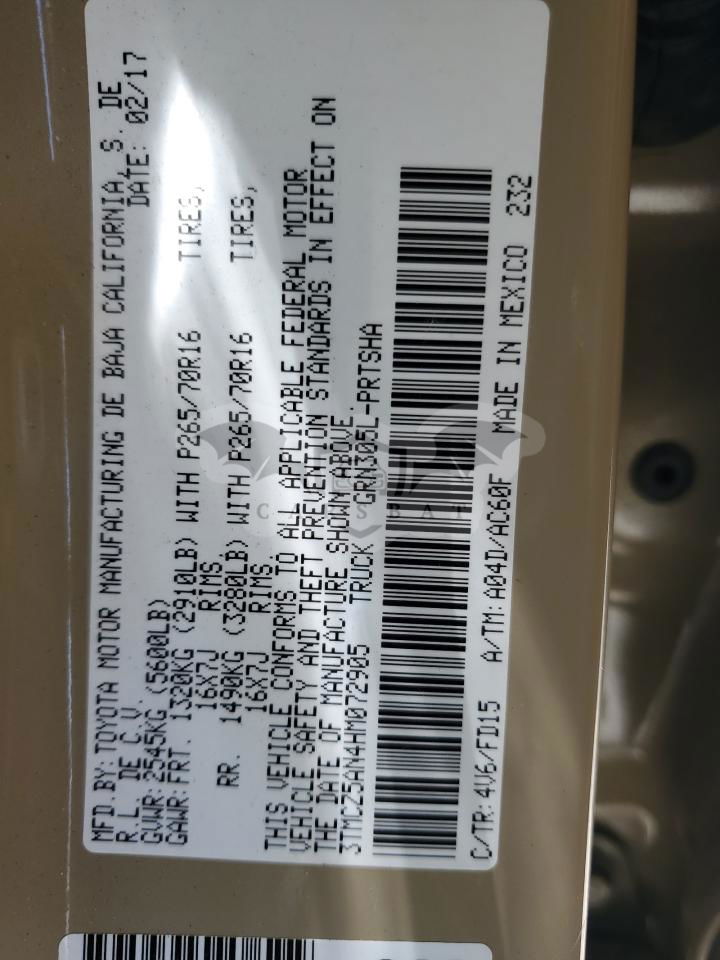 MFD.BY:TOYOTA MOTOR MANUFACTURING DE BAJA CALIFORNIA, S. DE
R.L. DE C.V. DATE: 02/17
GVWR:2545KG (5600LB)
GAWR:FRT. 1320KG (2910LB) WITH P265/70R16 TIRES,
16X7J RIMS,
RR. 1490KG (3280LB) WITH P265/70R16 TIRES,
16X7J RIMS.
THIS VEHICLE CONFORMS TO ALL APPLICABLE FEDERAL MOTOR
VEHICLE SAFETY AND THEFT PREVENTION STANDARDS IN EFFECT ON
THE DATE OF MANUFACTURE SHOWN ABOVE.
3TMCZ5AN4HM072905 TRUCK GRN305L-PRTSHA
C/TR:4V6/FD15 A/TM:A04D/AC60F MADE IN MEXICO 232
CARSBAT